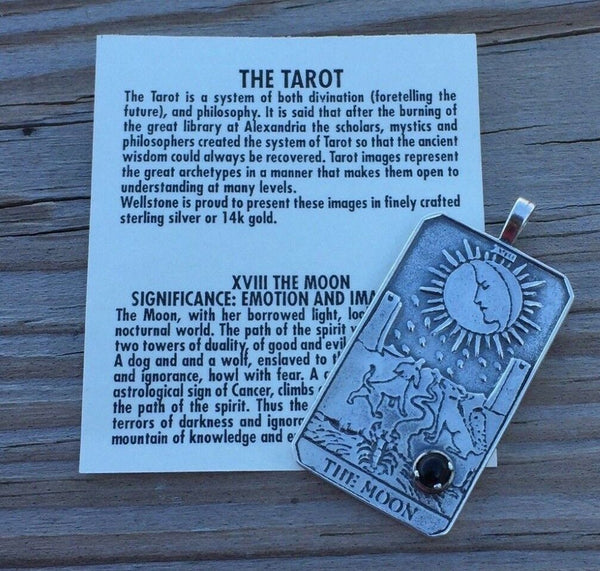 THE TAROT
The Tarot is a system of both divination (foretelling the
future), and philosophy. It is said that after the burning of
the great library at Alexandria the scholars, mystics and
philosophers created the system of Tarot so that the ancient
wisdom could always be recovered. Tarot images represent
the great archetypes in a manner that makes them open to
understanding at many levels.
Wellstone is proud to present these images in finely crafted
sterling silver or 14k gold.
XVIII THE MOON
SIGNIFICANCE: EMOTION AND
The Moon, with her borrowed light,
nocturnal world. The path of the spirit
two towers of duality, of good and evil
A dog and and a wolf, enslaved to
and ignorance, howl with fear. A
astrological sign of Cancer, climbs
the path of the spirit. Thus the
terrors of darkness and
mountain of knowledge and
XVIII
THE MOON